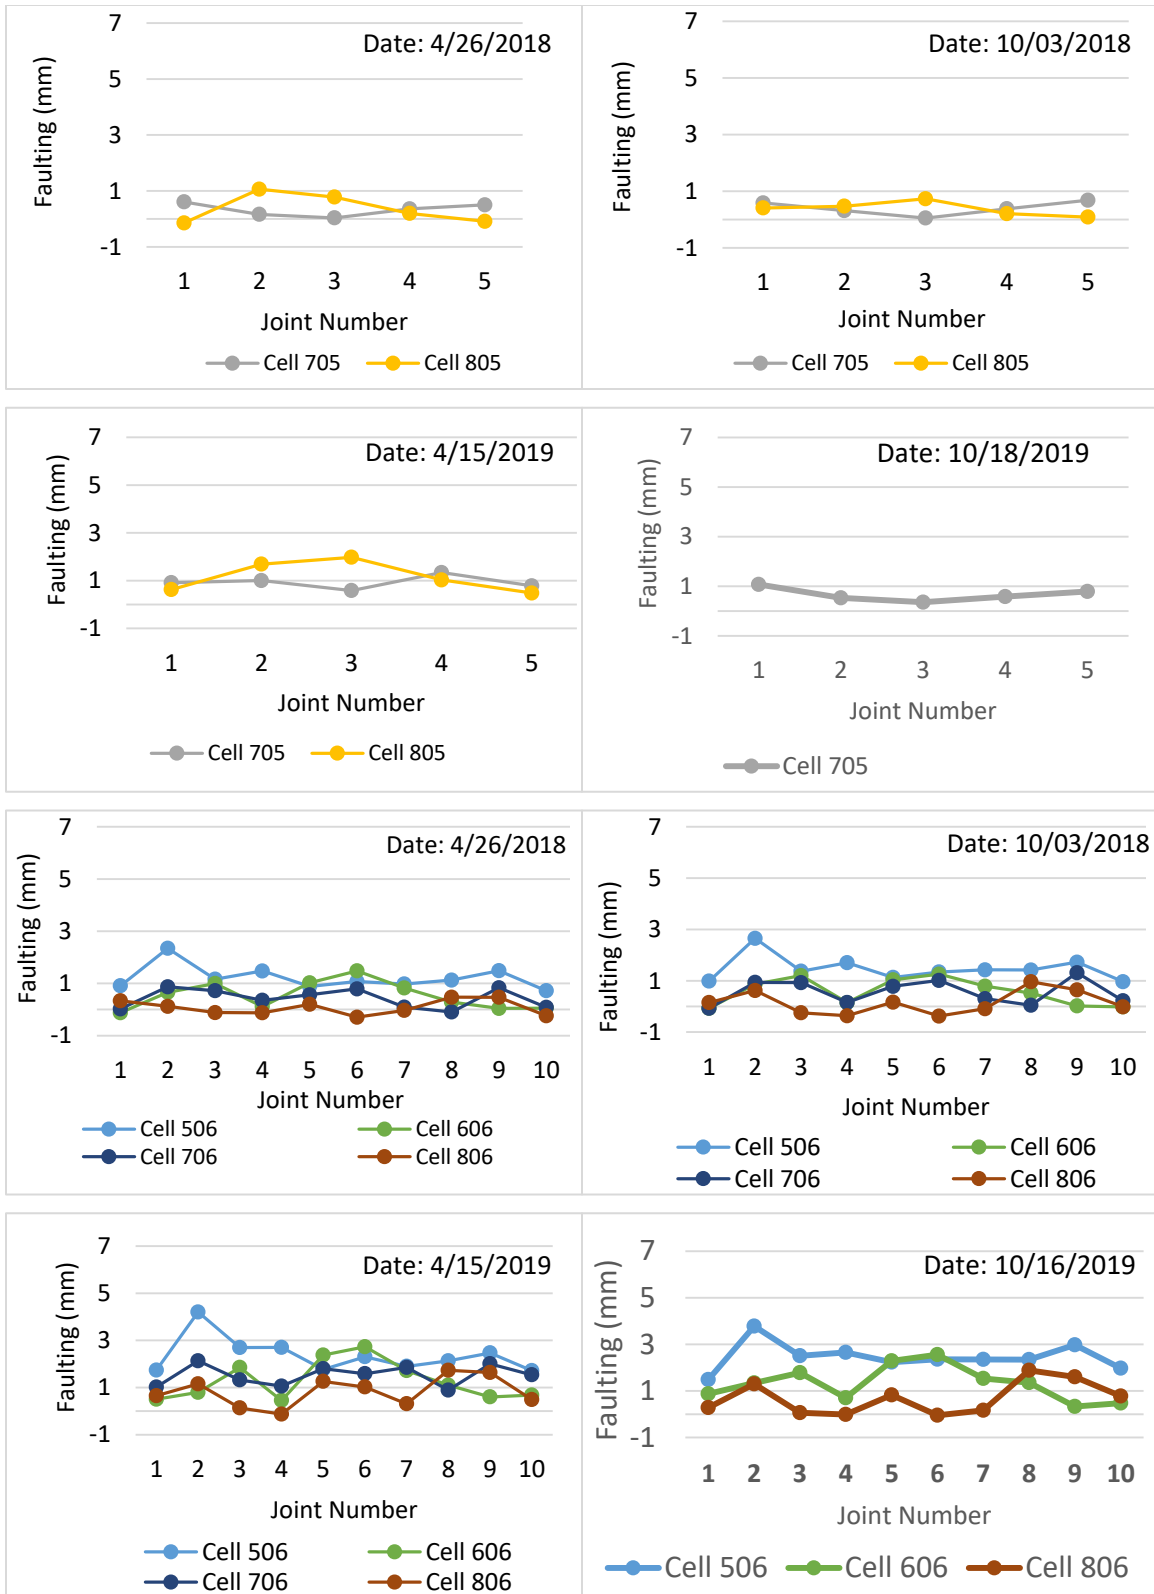 Date: 4/26/2018
Faulting (mm)
7
5
3
1
-1
1 2 3 4 5
Joint Number
Cell 705 Cell 805
Date: 10/03/2018
Faulting (mm)
7
5
3
1
-1
1 2 3 4 5
Joint Number
Cell 705 Cell 805
Date: 4/15/2019
Faulting (mm)
7
5
3
1
-1
1 2 3 4 5
Joint Number
Cell 705 Cell 805
Date: 10/18/2019
Faulting (mm)
7
5
3
1
-1
1 2 3 4 5
Joint Number
Cell 705
Date: 4/26/2018
Faulting (mm)
7
5
3
1
-1
1 2 3 4 5 6 7 8 9 10
Joint Number
Cell 506 Cell 606
Cell 706 Cell 806
Date: 10/03/2018
Faulting (mm)
7
5
3
1
-1
1 2 3 4 5 6 7 8 9 10
Joint Number
Cell 506 Cell 606
Cell 706 Cell 806
Date: 4/15/2019
Faulting (mm)
7
5
3
1
-1
1 2 3 4 5 6 7 8 9 10
Joint Number
Cell 506 Cell 606
Cell 706 Cell 806
Date: 10/16/2019
Faulting (mm)
7
5
3
1
-1
1 2 3 4 5 6 7 8 9 10
Joint Number
Cell 506 Cell 606 Cell 806